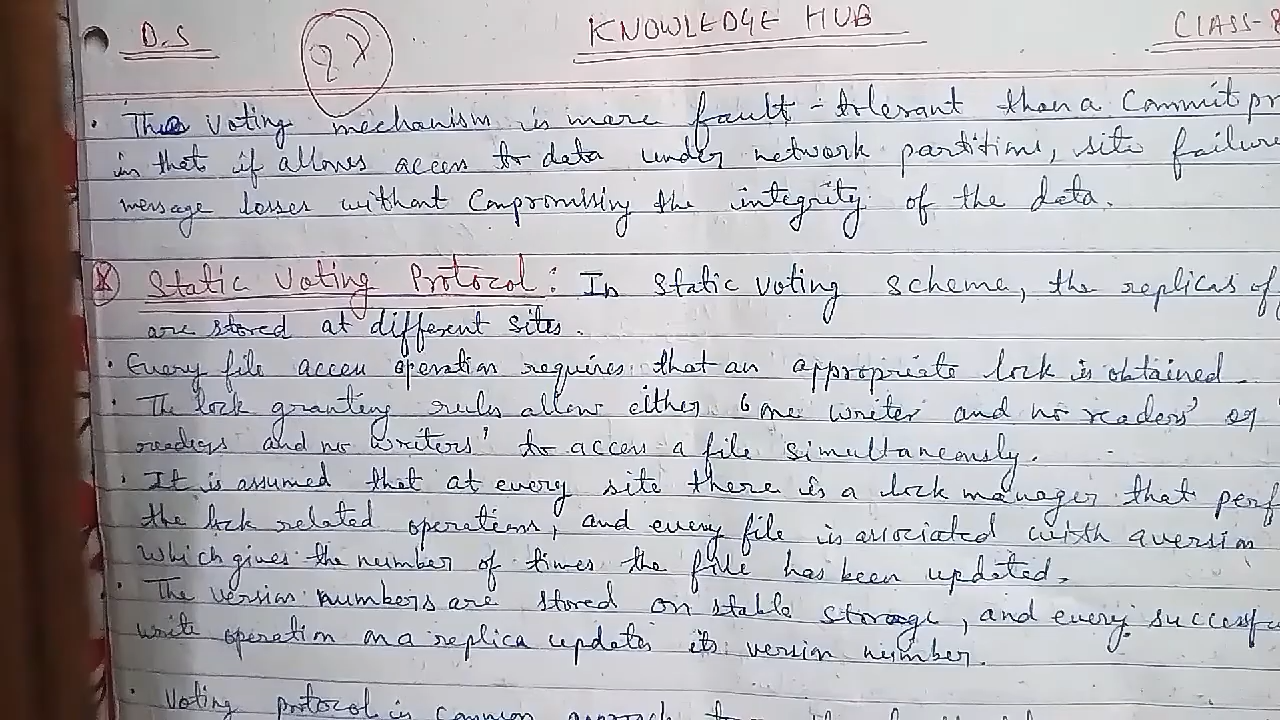 D.S
27
KNOWLEDGE HUB
CLASS-8
• The voting mechanism is more fault-tolerant than a Commit pr
in that if allows access to data under network partitions, site failure
message losses without Compromising the integrity of the data.
Static Voting Protocol: In static voting scheme, the replicas of f
are stored at different sites.
• Every file access operation requires that an appropriate lock is obtained.
• The lock granting rules allow either 'one writer and no readers' or
readers and no writers' to access a file simultaneously.
• It is assumed that at every site there is a lock manager that perf
the lock related operations, and every file is associated with a version
which gives the number of times the file has been updated.
• The version numbers are stored on stable storage, and every successfu
write operation on a replica updates its version number.
• Voting protocol is common approach